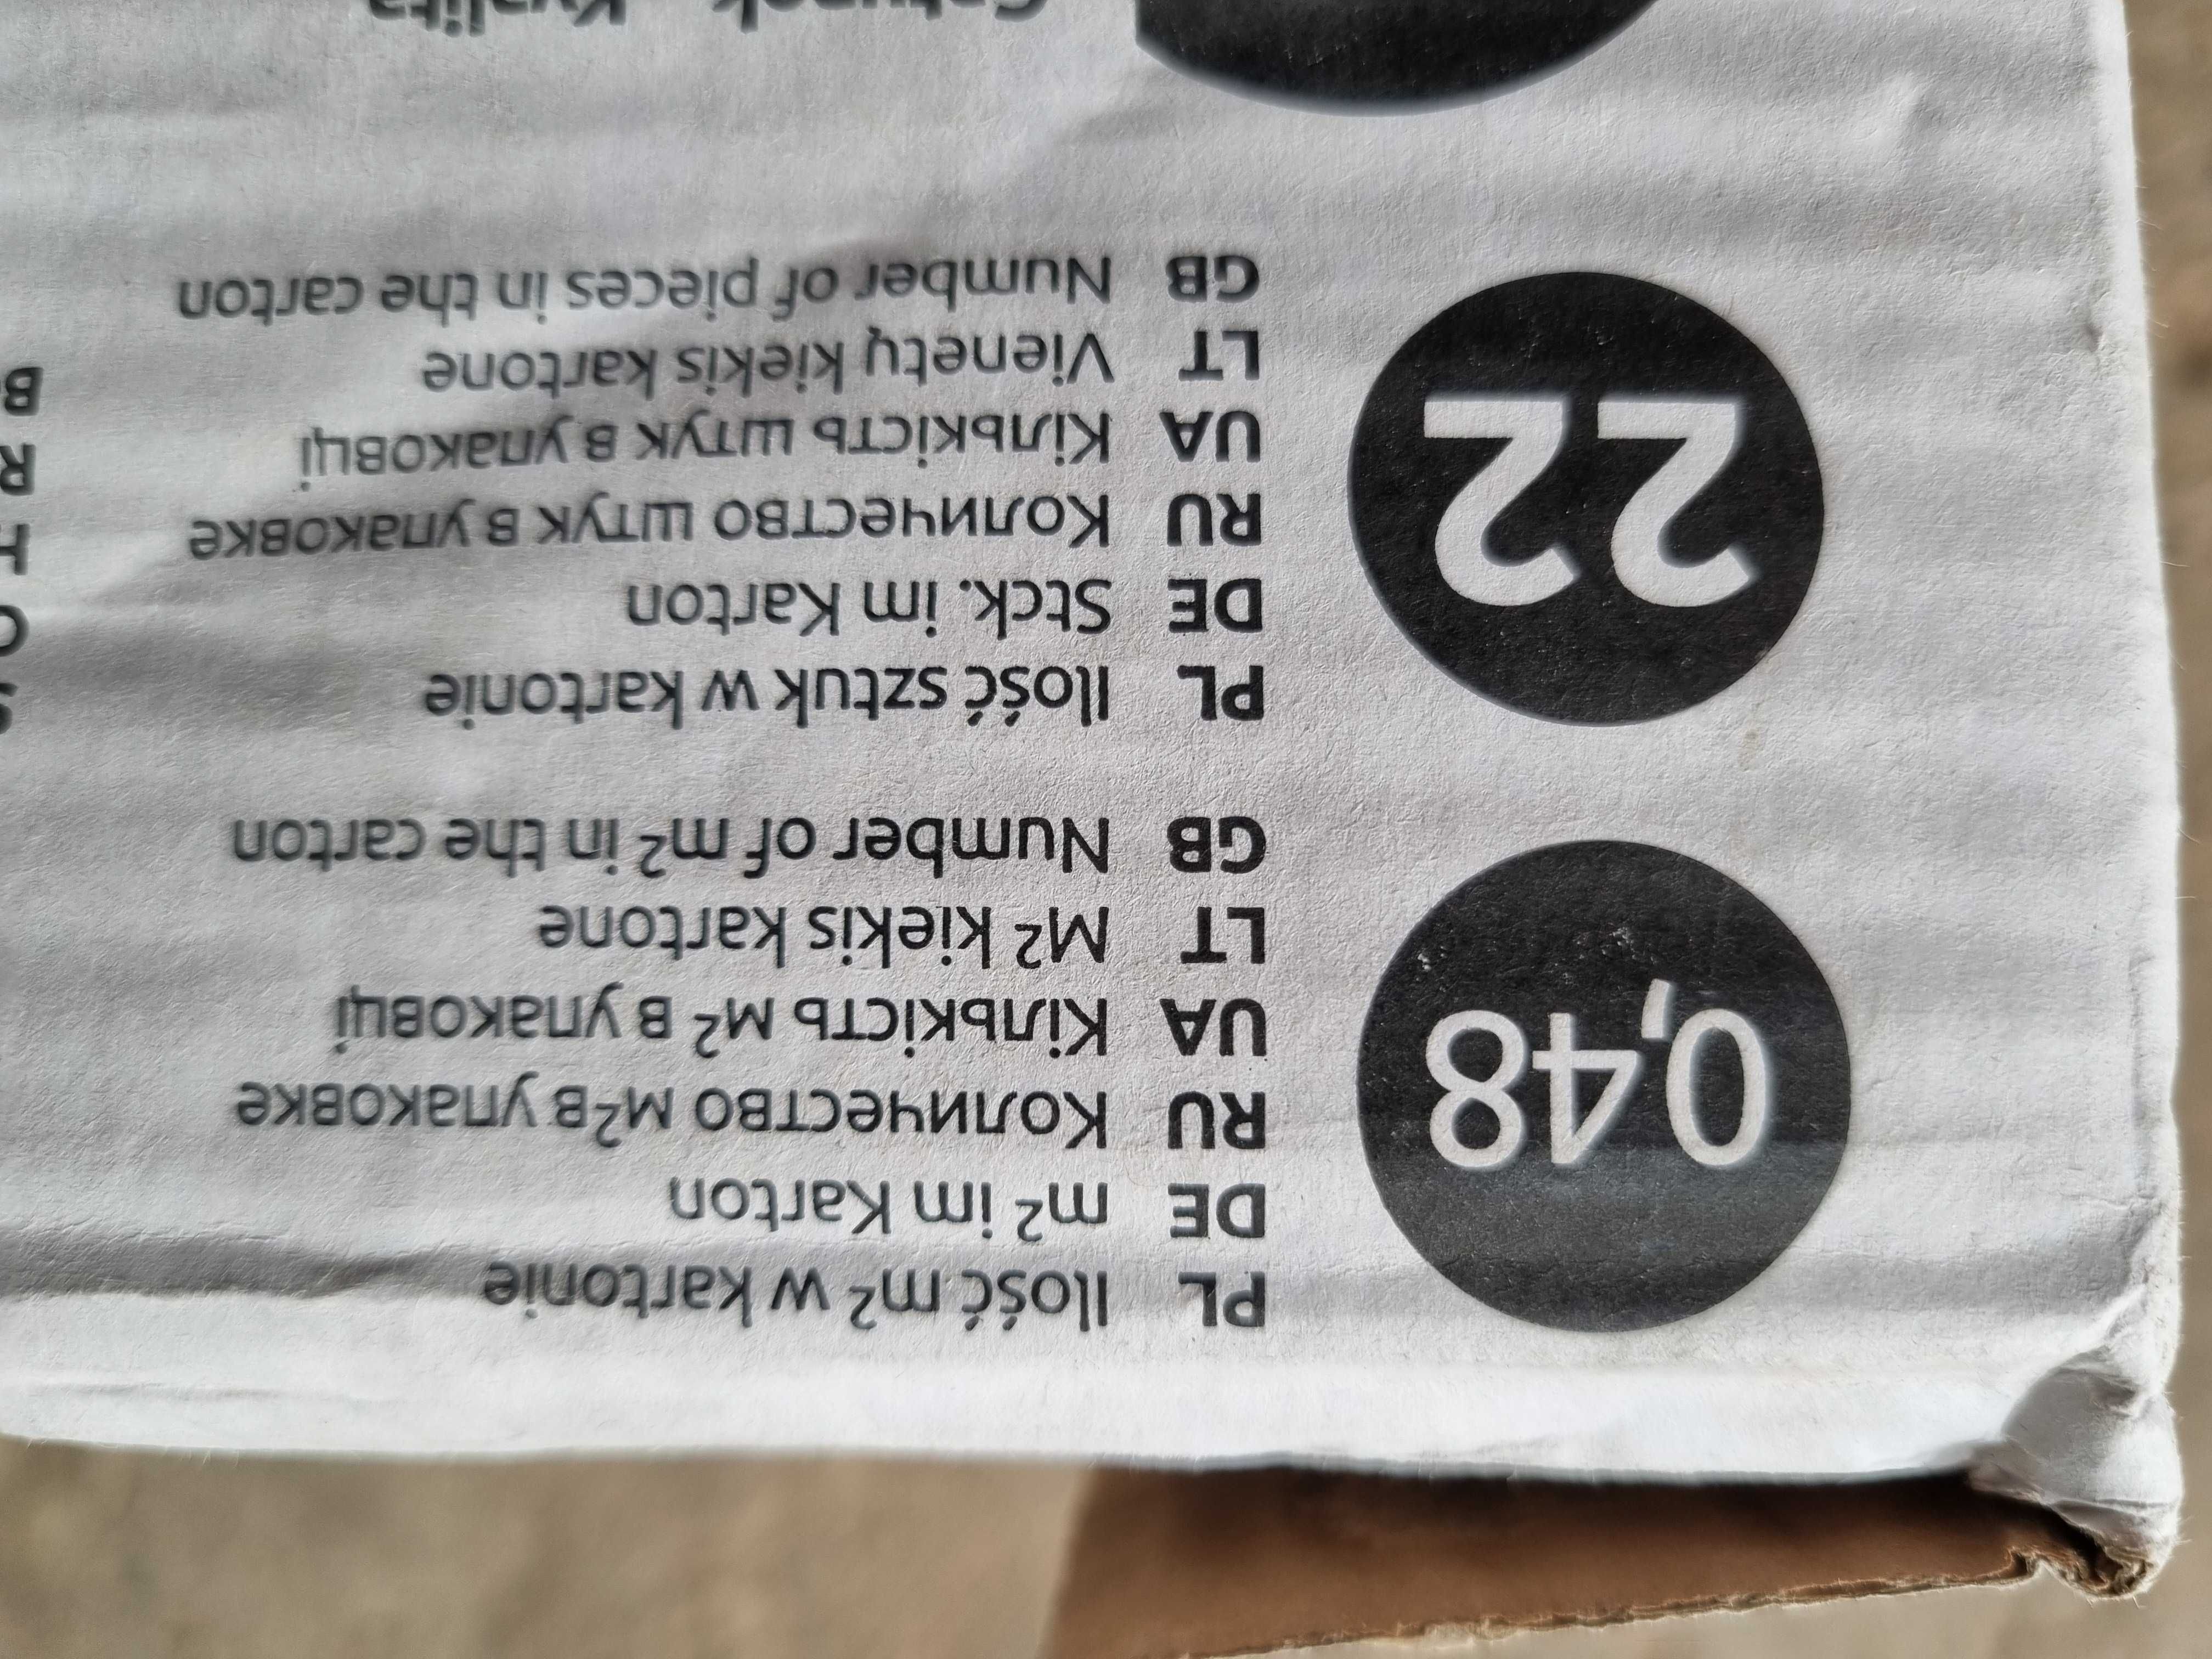 0,48
PL Ilość m² w kartonie
DE m² im Karton
RU Количество м²в упаковке
UA Кількість м² в упаковці
LT M² kiekis kartone
GB Number of m² in the carton
22
PL Ilość sztuk w kartonie
DE Stck. im Karton
RU Количество штук в упаковке
UA Кількість штук в упаковці
LT Vienetų kiekis kartone
GB Number of pieces in the carton